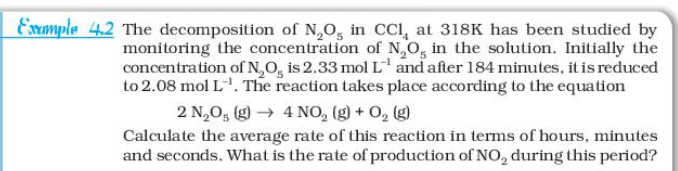 Example 4.2 The decomposition of N₂O₅ in CCl₄ at 318K has been studied by
monitoring the concentration of N₂O₅ in the solution. Initially the
concentration of N₂O₅ is 2.33 mol L⁻¹ and after 184 minutes, it is reduced
to 2.08 mol L⁻¹. The reaction takes place according to the equation
2 N₂O₅ (g) → 4 NO₂ (g) + O₂ (g)
Calculate the average rate of this reaction in terms of hours, minutes
and seconds. What is the rate of production of NO₂ during this period?